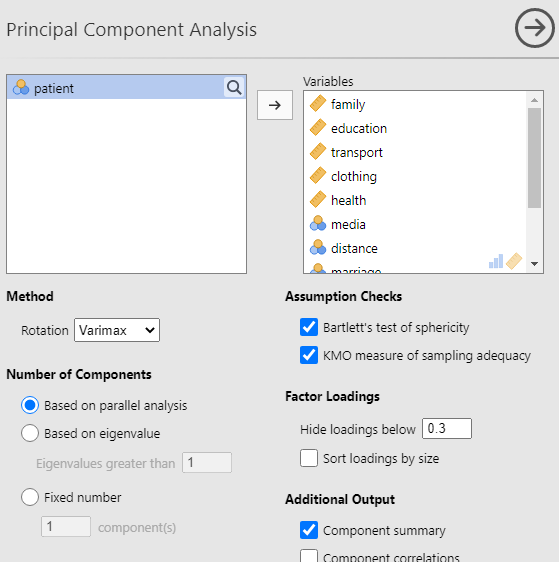 Principal Component Analysis
patient
Variables
family
education
transport
clothing
health
media
distance
marriage
Method
Rotation Varimax
Number of Components
Based on parallel analysis
Based on eigenvalue
Eigenvalues greater than 1
Fixed number
1 component(s)
Assumption Checks
Bartlett's test of sphericity
KMO measure of sampling adequacy
Factor Loadings
Hide loadings below 0.3
Sort loadings by size
Additional Output
Component summary
Component correlations